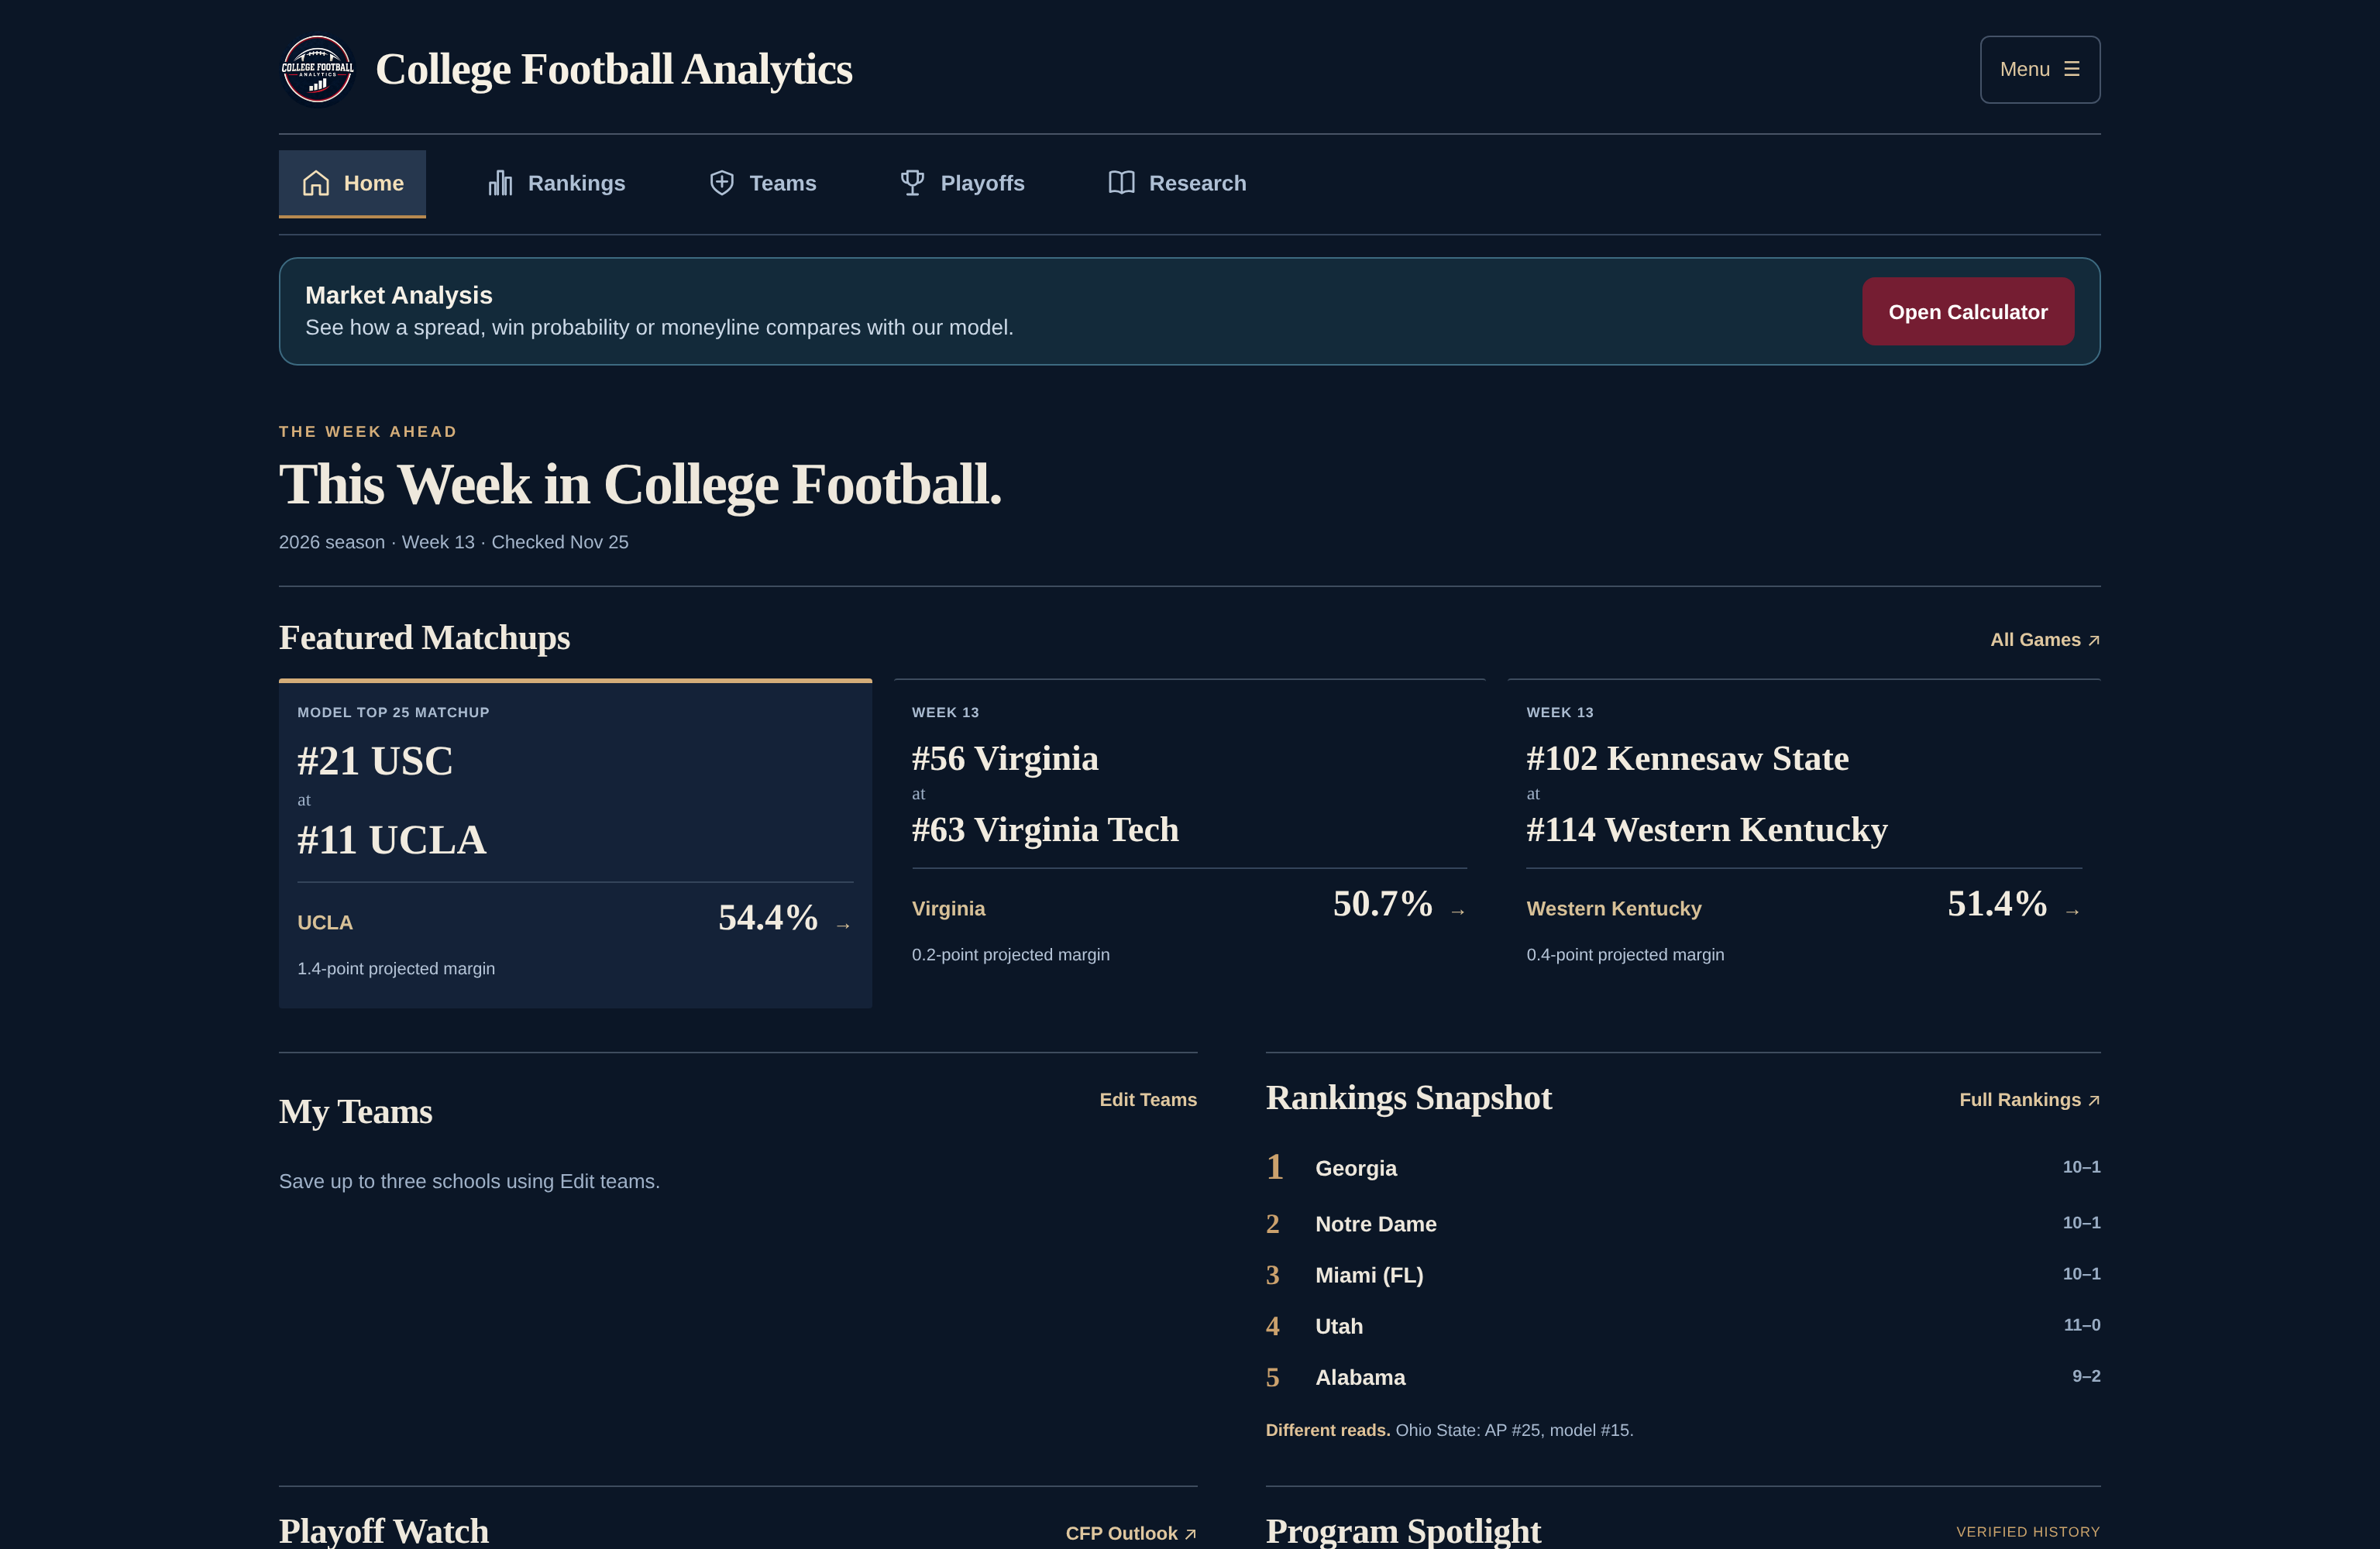 COLLEGE FOOTBALL
ANALYTICS
College Football Analytics
Menu ☰
Home
Rankings
Teams
Playoffs
Research
Market Analysis
See how a spread, win probability or moneyline compares with our model.
Open Calculator
THE WEEK AHEAD
This Week in College Football.
2026 season · Week 13 · Checked Nov 25
Featured Matchups
All Games ↗
MODEL TOP 25 MATCHUP
#21 USC
at
#11 UCLA
UCLA
54.4% →
1.4-point projected margin
WEEK 13
#56 Virginia
at
#63 Virginia Tech
Virginia
50.7% →
0.2-point projected margin
WEEK 13
#102 Kennesaw State
at
#114 Western Kentucky
Western Kentucky
51.4% →
0.4-point projected margin
My Teams
Edit Teams
Save up to three schools using Edit teams.
Rankings Snapshot
Full Rankings ↗
1 Georgia 10–1
2 Notre Dame 10–1
3 Miami (FL) 10–1
4 Utah 11–0
5 Alabama 9–2
Different reads. Ohio State: AP #25, model #15.
Playoff Watch
CFP Outlook ↗
Program Spotlight
VERIFIED HISTORY